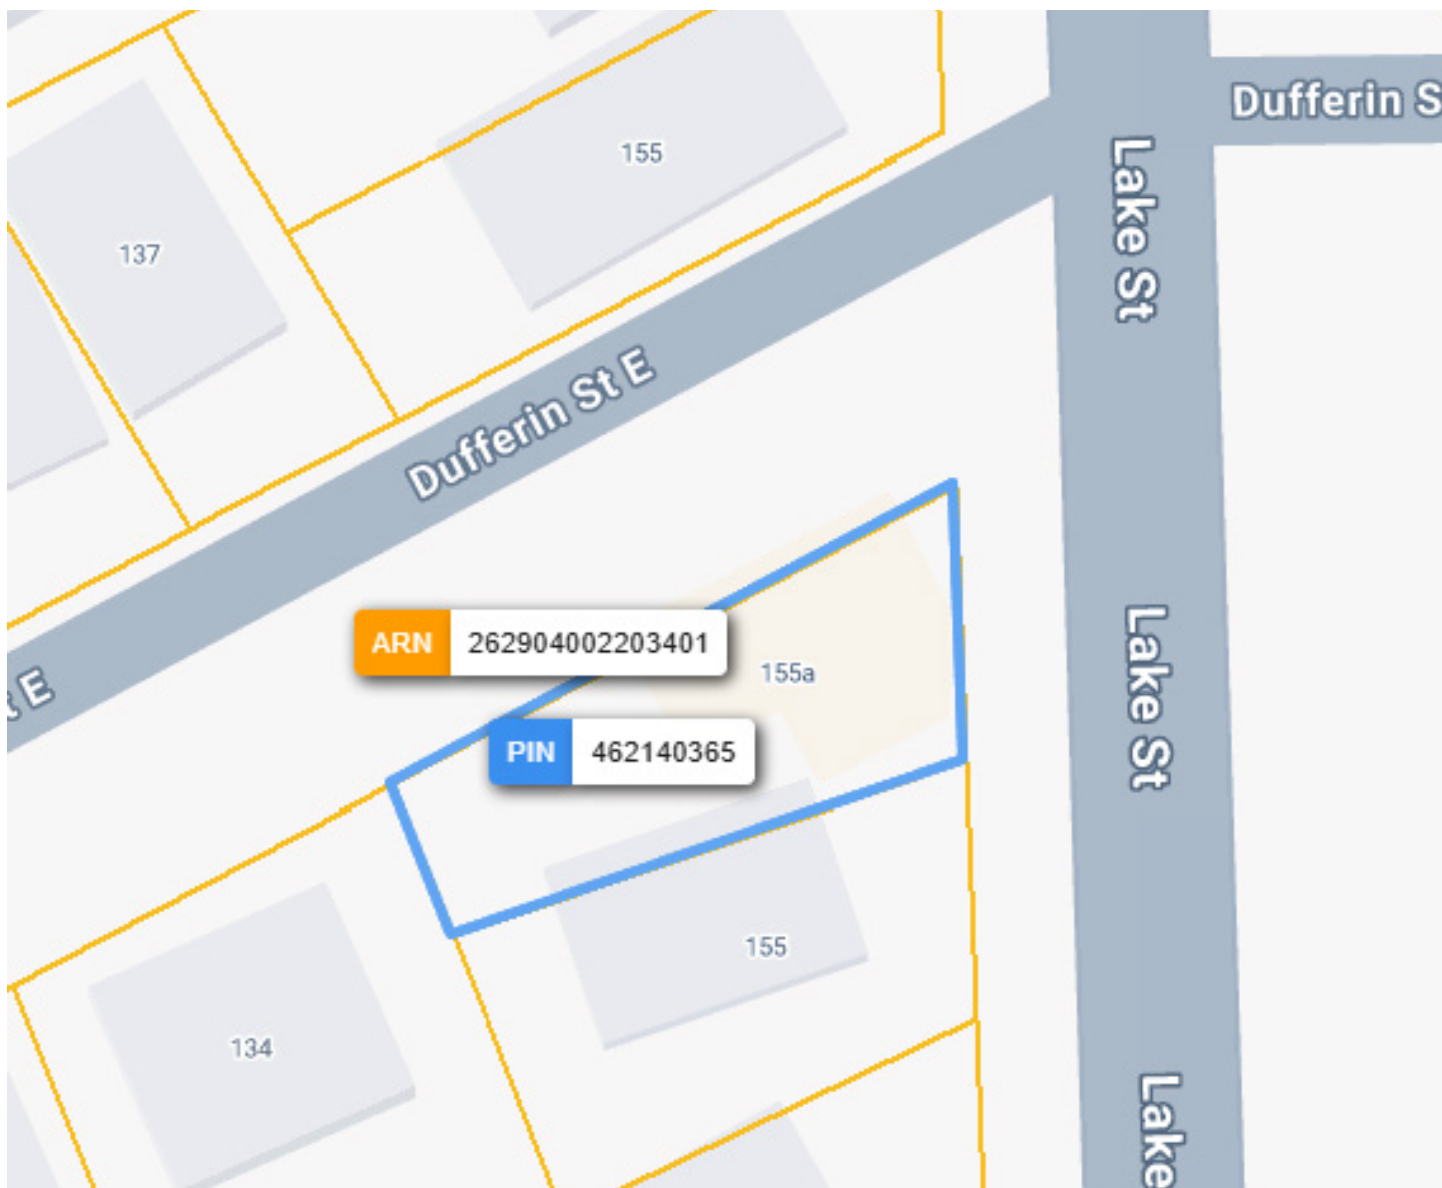 Dufferin S
155
Lake St
137
Dufferin St E
ARN 262904002203401
155a
t E
Lake St
PIN 462140365
155
134
Lake